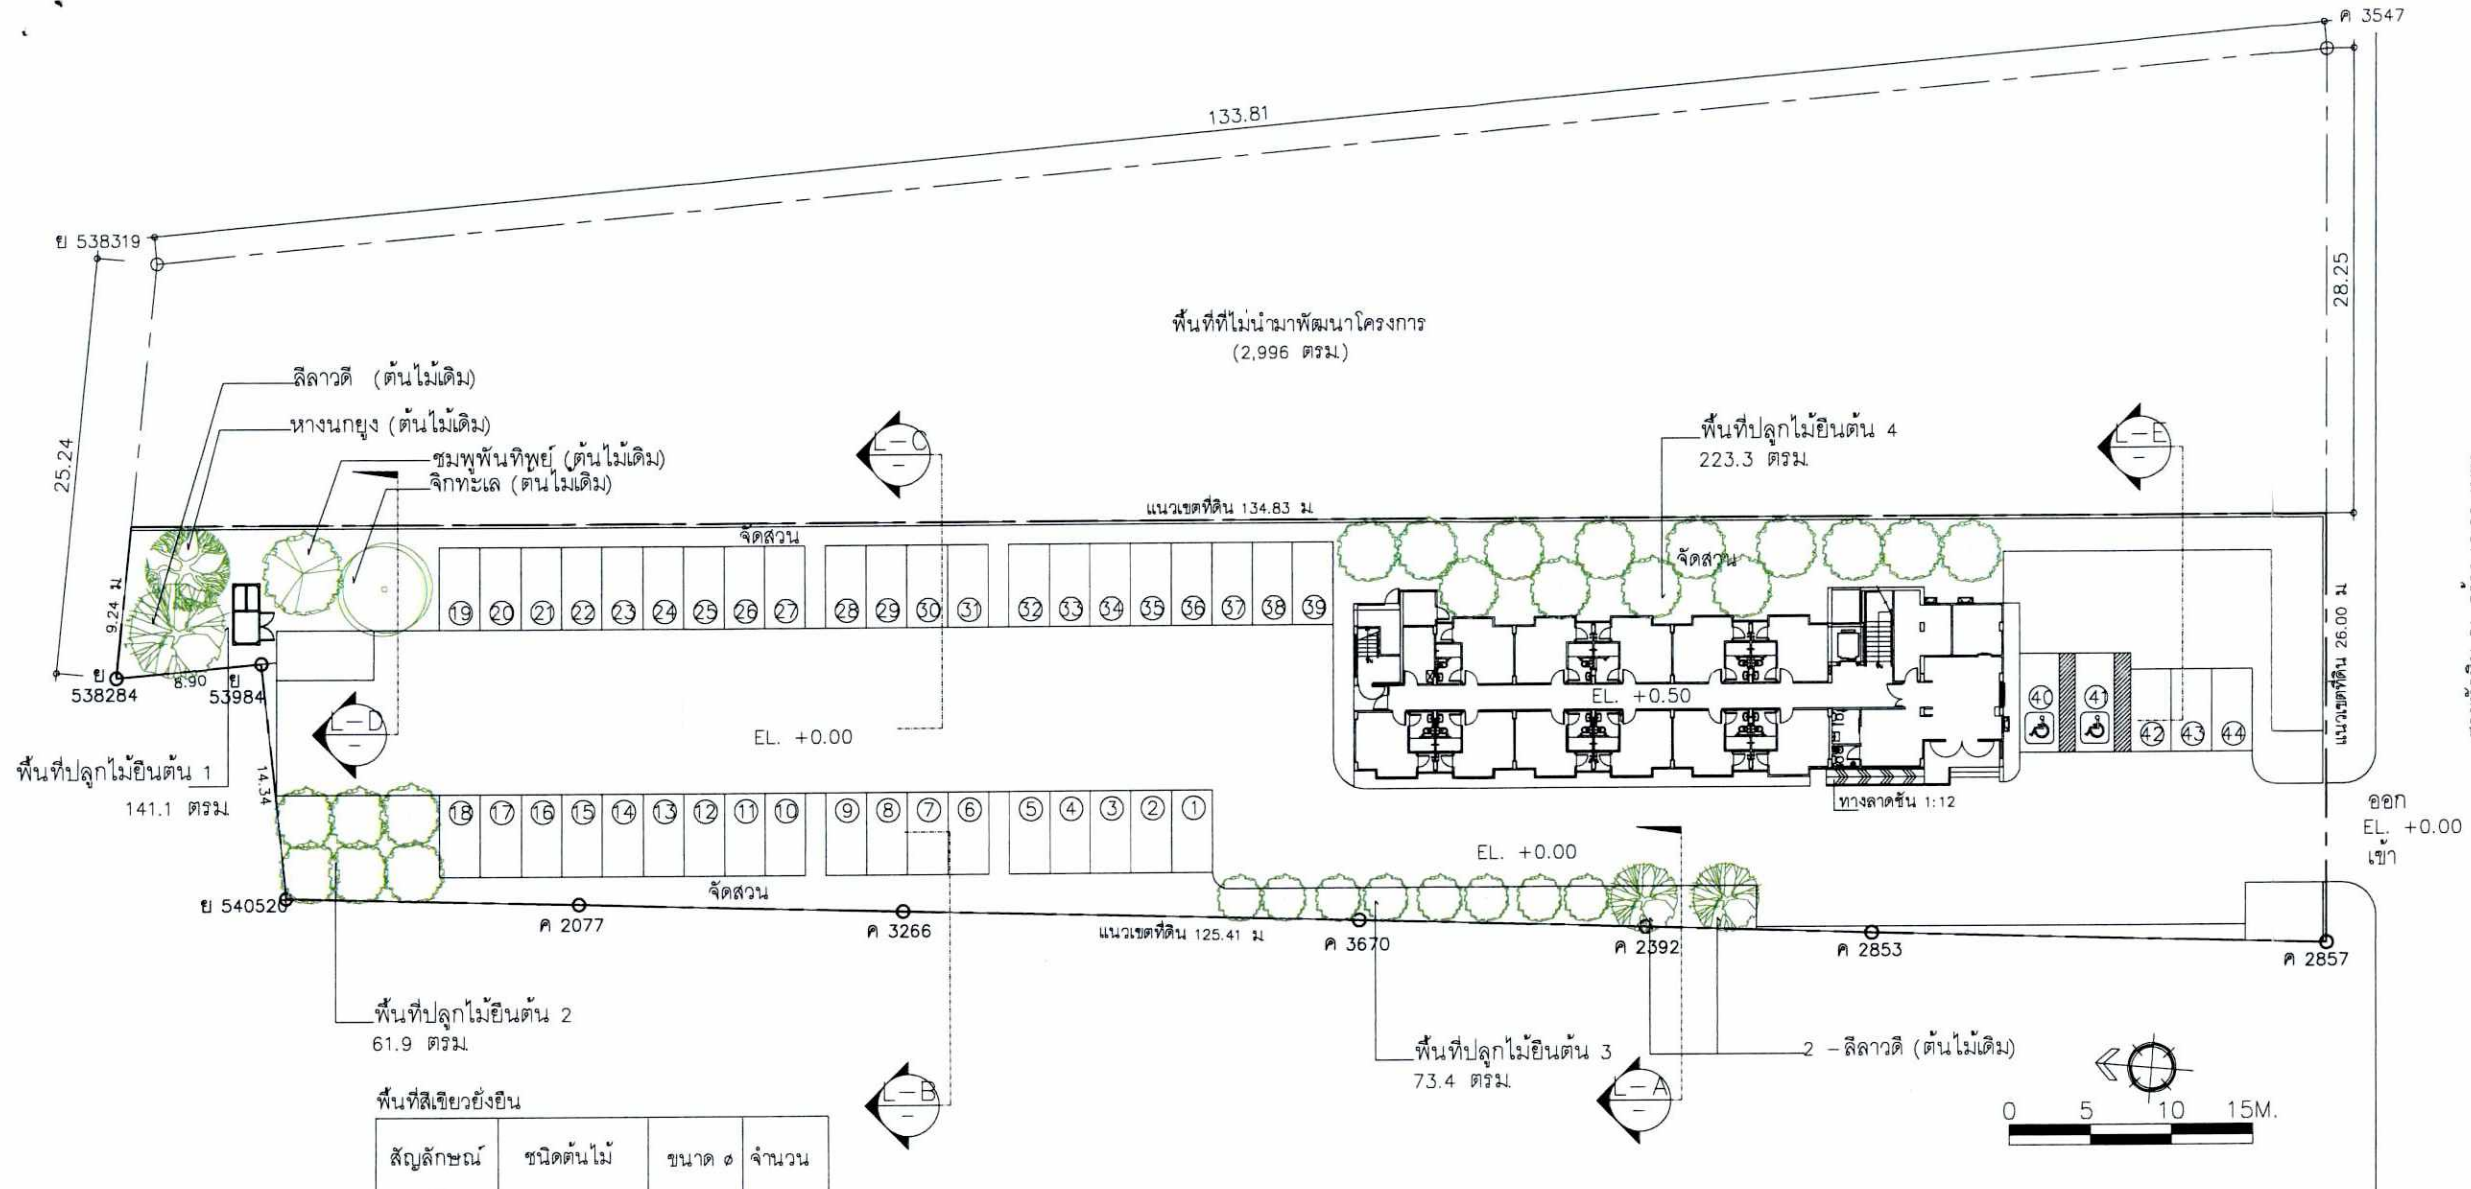 ค 3547
133.81
ย 538319
28.25
พื้นที่ที่ไม่นำมาพัฒนาโครงการ
(2,996 ตรม.)
ลีลาวดี (ต้นไม้เดิม)
หางนกยูง (ต้นไม้เดิม)
ชมพูพันทิพย์ (ต้นไม้เดิม)
จิกทะเล (ต้นไม้เดิม)
25.24
L-C
พื้นที่ปลูกไม้ยืนต้น 4
223.3 ตรม.
L-E
แนวเขตที่ดิน 134.83 ม
จัดสวน
จัดสวน
9.24 ม
19 20 21 22 23 24 25 26 27 28 29 30 31 32 33 34 35 36 37 38 39
แนวเขตที่ดิน 26.00 ม
ย
538284
8.90
ย
53984
EL. +0.50
40 41 42 43 44
L-D
EL. +0.00
พื้นที่ปลูกไม้ยืนต้น 1
141.1 ตรม.
14.34
ทางลาดชัน 1:12
ออก
EL. +0.00
เข้า
18 17 16 15 14 13 12 11 10 9 8 7 6 5 4 3 2 1
EL. +0.00
จัดสวน
ย 540520
ค 2077
ค 3266
แนวเขตที่ดิน 125.41 ม
ค 3670
ค 2392
ค 2853
ค 2857
พื้นที่ปลูกไม้ยืนต้น 2
61.9 ตรม.
พื้นที่ปลูกไม้ยืนต้น 3
73.4 ตรม.
2 -ลีลาวดี (ต้นไม้เดิม)
L-B
L-A
0 5 10 15M.
พื้นที่สีเขียวยั่งยืน
สัญลักษณ์ ชนิดต้นไม้ ขนาด ø จำนวน